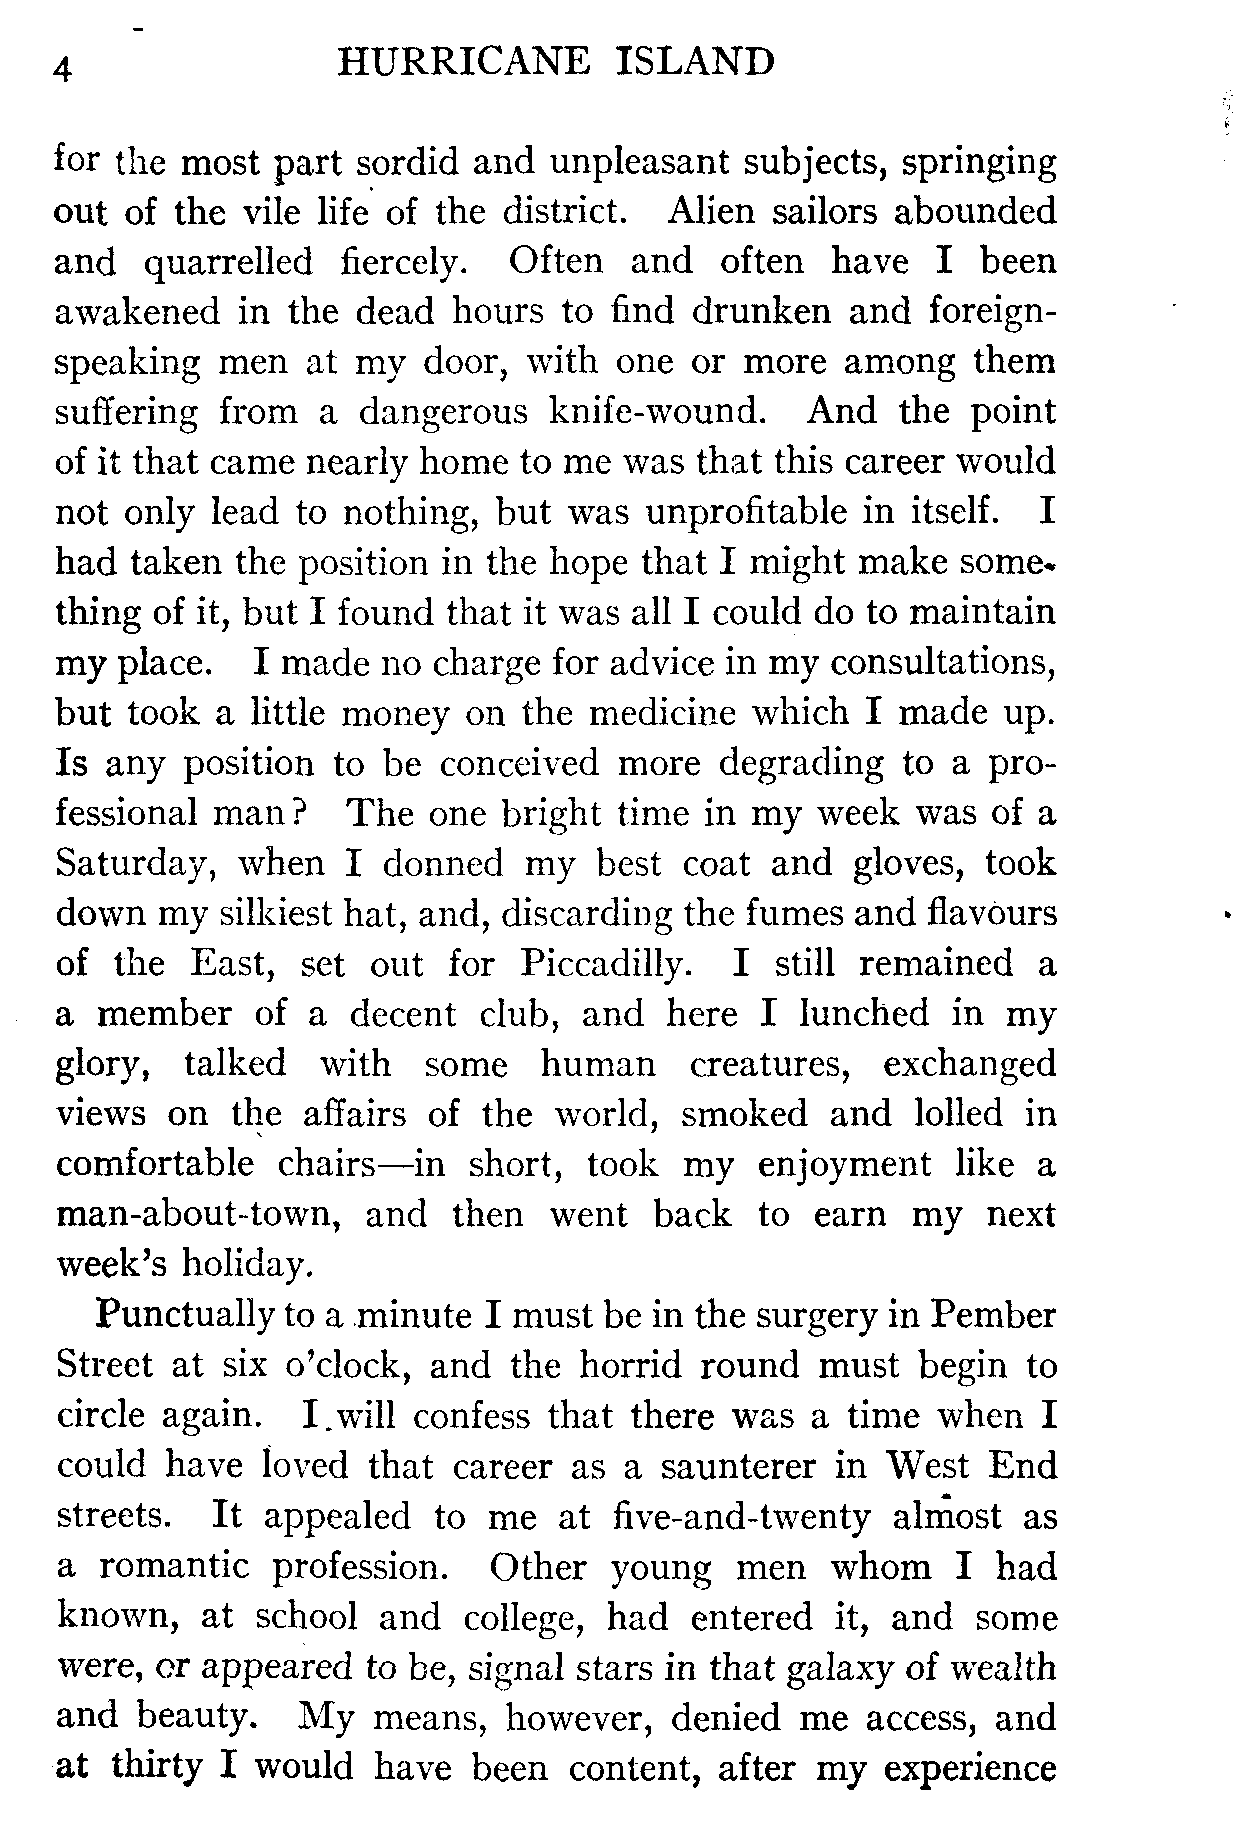 4 HURRICANE ISLAND
for the most part sordid and unpleasant subjects, springing
out of the vile life of the district. Alien sailors abounded
and quarrelled fiercely. Often and often have I been
awakened in the dead hours to find drunken and foreign-
speaking men at my door, with one or more among them
suffering from a dangerous knife-wound. And the point
of it that came nearly home to me was that this career would
not only lead to nothing, but was unprofitable in itself. I
had taken the position in the hope that I might make some-
thing of it, but I found that it was all I could do to maintain
my place. I made no charge for advice in my consultations,
but took a little money on the medicine which I made up.
Is any position to be conceived more degrading to a pro-
fessional man? The one bright time in my week was of a
Saturday, when I donned my best coat and gloves, took
down my silkiest hat, and, discarding the fumes and flavours
of the East, set out for Piccadilly. I still remained a
a member of a decent club, and here I lunched in my
glory, talked with some human creatures, exchanged
views on the affairs of the world, smoked and lolled in
comfortable chairs—in short, took my enjoyment like a
man-about-town, and then went back to earn my next
week's holiday.
Punctually to a minute I must be in the surgery in Pember
Street at six o'clock, and the horrid round must begin to
circle again. I will confess that there was a time when I
could have loved that career as a saunterer in West End
streets. It appealed to me at five-and-twenty almost as
a romantic profession. Other young men whom I had
known, at school and college, had entered it, and some
were, or appeared to be, signal stars in that galaxy of wealth
and beauty. My means, however, denied me access, and
at thirty I would have been content, after my experience